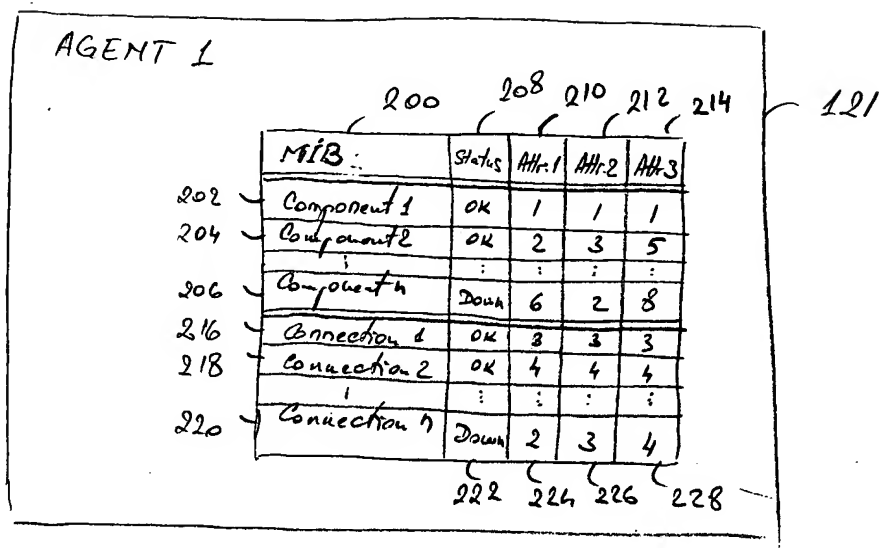 AGENT 1
200 208 210 212 214 121
MIB: Status Attr.1 Attr.2 Attr.3
202 Component 1 OK 1 1 1
204 Component 2 OK 2 3 5
⋮ ⋮ ⋮ ⋮ ⋮
206 Component n Down 6 2 8
216 Connection 1 OK 3 3 3
218 Connection 2 OK 4 4 4
⋮ ⋮ ⋮ ⋮ ⋮
220 Connection n Down 2 3 4
222 224 226 228